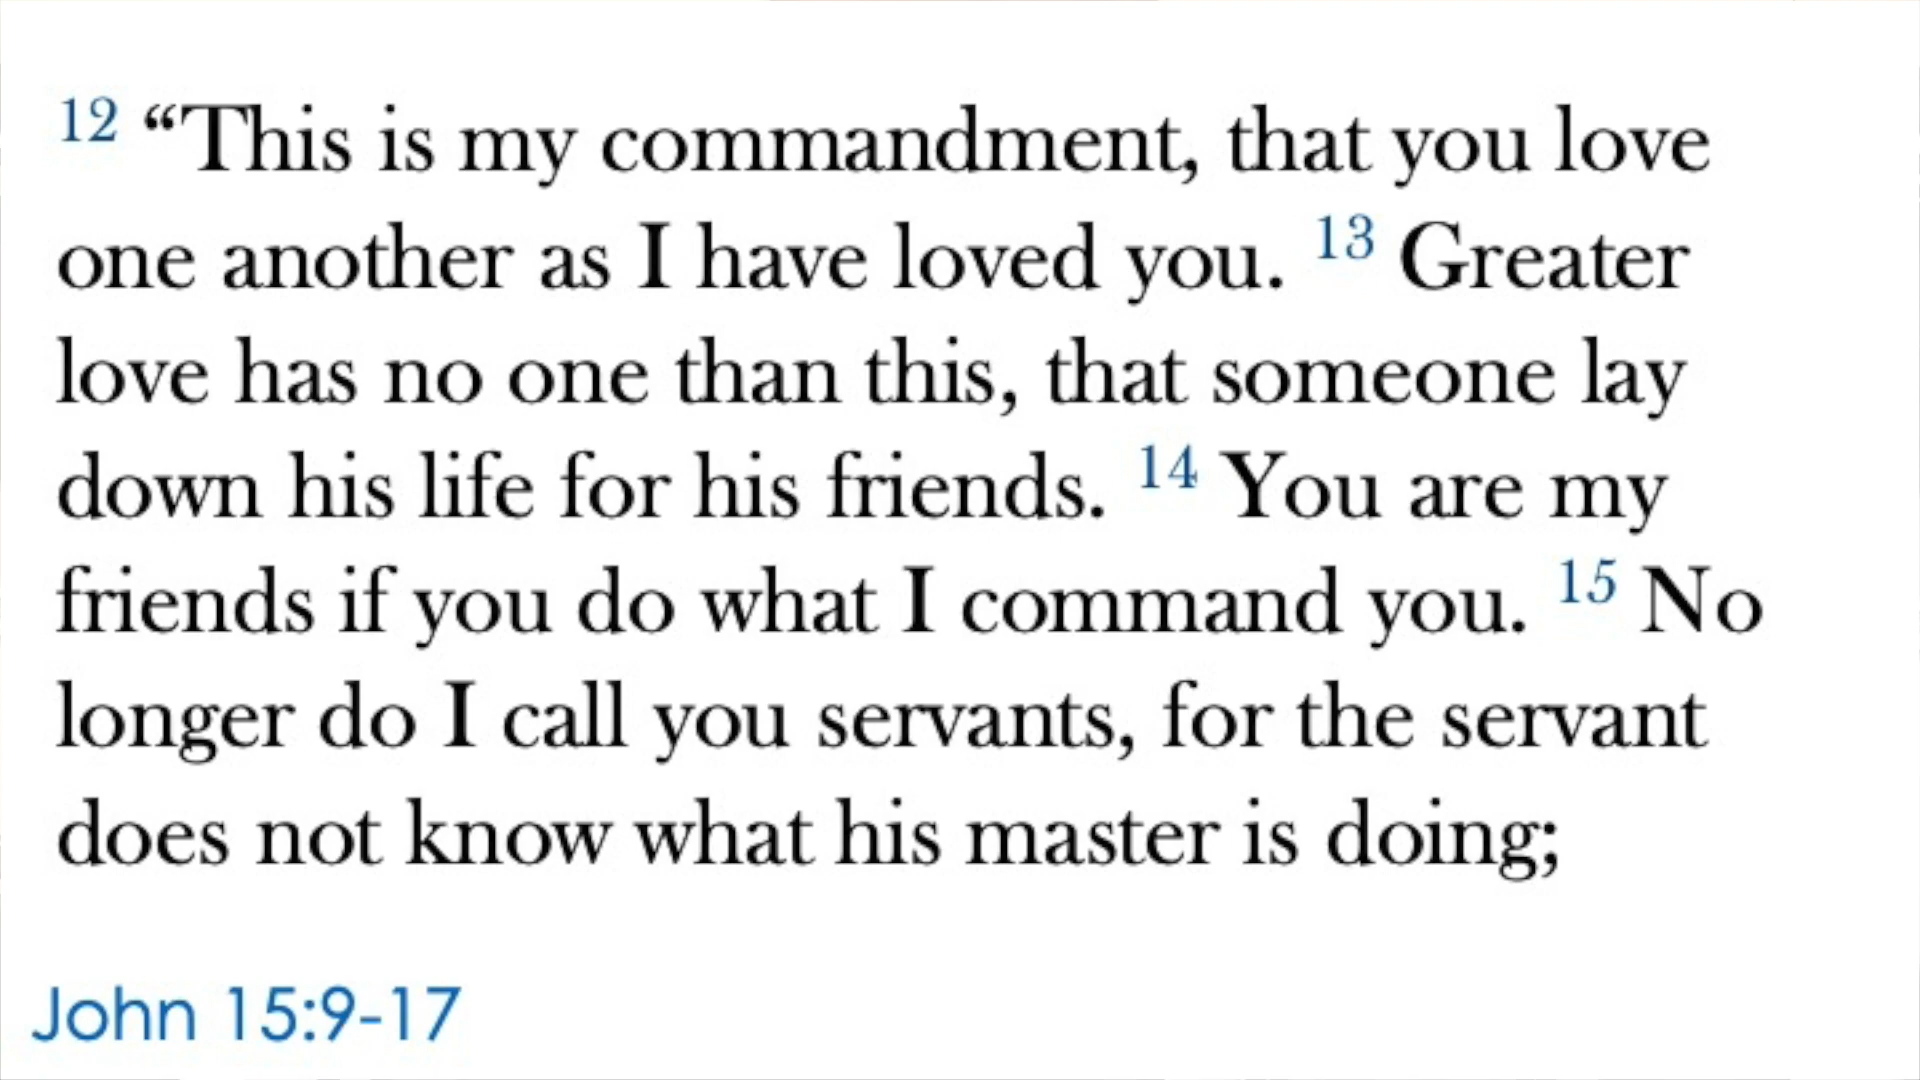 12 “This is my commandment, that you love
one another as I have loved you. 13 Greater
love has no one than this, that someone lay
down his life for his friends. 14 You are my
friends if you do what I command you. 15 No
longer do I call you servants, for the servant
does not know what his master is doing;
John 15:9-17